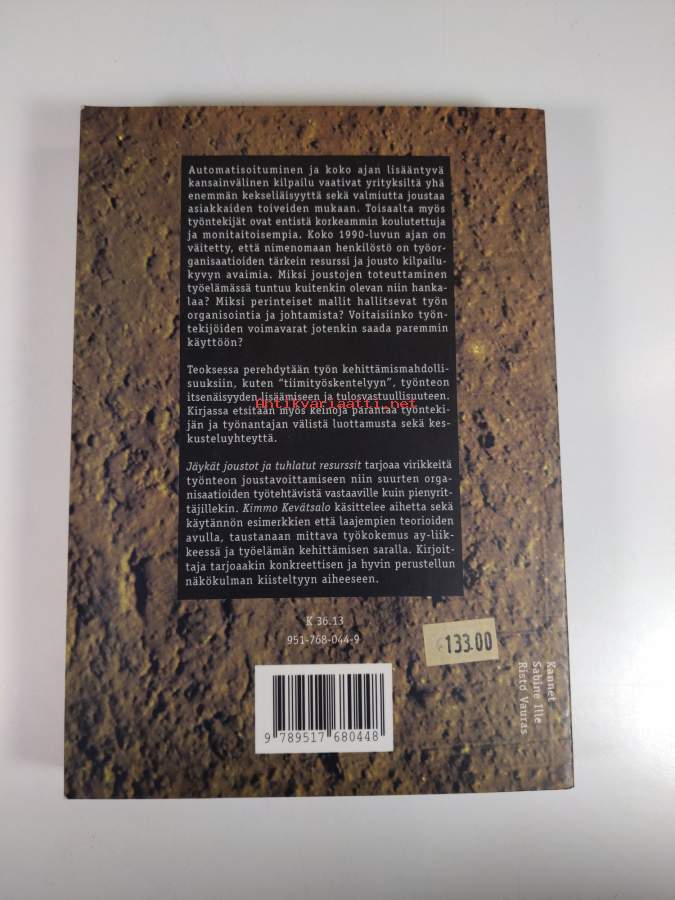 Automatisoituminen ja koko ajan lisääntyvä
kansainvälinen kilpailu vaativat yrityksiltä yhä
enemmän kekseliäisyyttä sekä valmiutta joustaa
asiakkaiden toiveiden mukaan. Toisaalta myös
työntekijät ovat entistä korkeammin koulutettuja
ja monitaitoisempia. Koko 1990-luvun ajan on
väitetty, että nimenomaan henkilöstö on työor-
ganisaatioiden tärkein resurssi ja jousto kilpailu-
kyvyn avaimia. Miksi joustojen toteuttaminen
työelämässä tuntuu kuitenkin olevan niin hanka-
laa? Miksi perinteiset mallit hallitsevat työn
organisointia ja johtamista? Voitaisiinko työn-
tekijöiden voimavarat jotenkin saada paremmin
käyttöön?
Teoksessa perehdytään työn kehittämismahdolli-
suuksiin, kuten "tiimityöskentelyyn", työnteon
itsenäisyyden lisäämiseen ja tulosvastuullisuuteen.
Antikvariaatti.net
Kirjassa etsitään myös keinoja parantaa työnteki-
jän ja työnantajan välistä luottamusta sekä kes-
kusteluyhteyttä.
Jäykät joustot ja tuhlatut resurssit tarjoaa virikkeitä
työnteon joustavoittamiseen niin suurten orga-
nisaatioiden työtehtävistä vastaaville kuin pienyrit-
täjillekin. Kimmo Kevätsalo käsittelee aihetta sekä
käytännön esimerkkien että laajempien teorioiden
avulla, taustanaan mittava työkokemus ay-liik-
keessä ja työelämän kehittämisen saralla. Kirjoit-
taja tarjoaakin konkreettisen ja hyvin perustellun
näkökulman kiisteltyyn aiheeseen.
K 36.13
951-768-044-9
133.00
9 789517 680448
Kannet
Sabine Ille
Risto Vauras